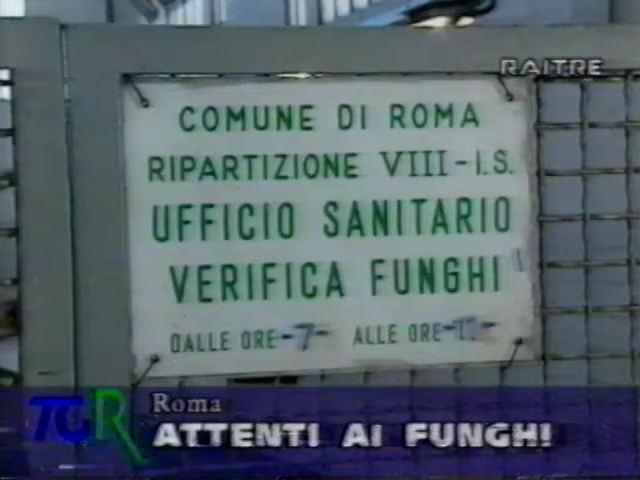 RAITRE
COMUNE DI ROMA
RIPARTIZIONE VIII - I.S.
UFFICIO SANITARIO
VERIFICA FUNGHI
DALLE ORE -7- ALLE ORE
TGR
Roma
ATTENTI AI FUNGHI